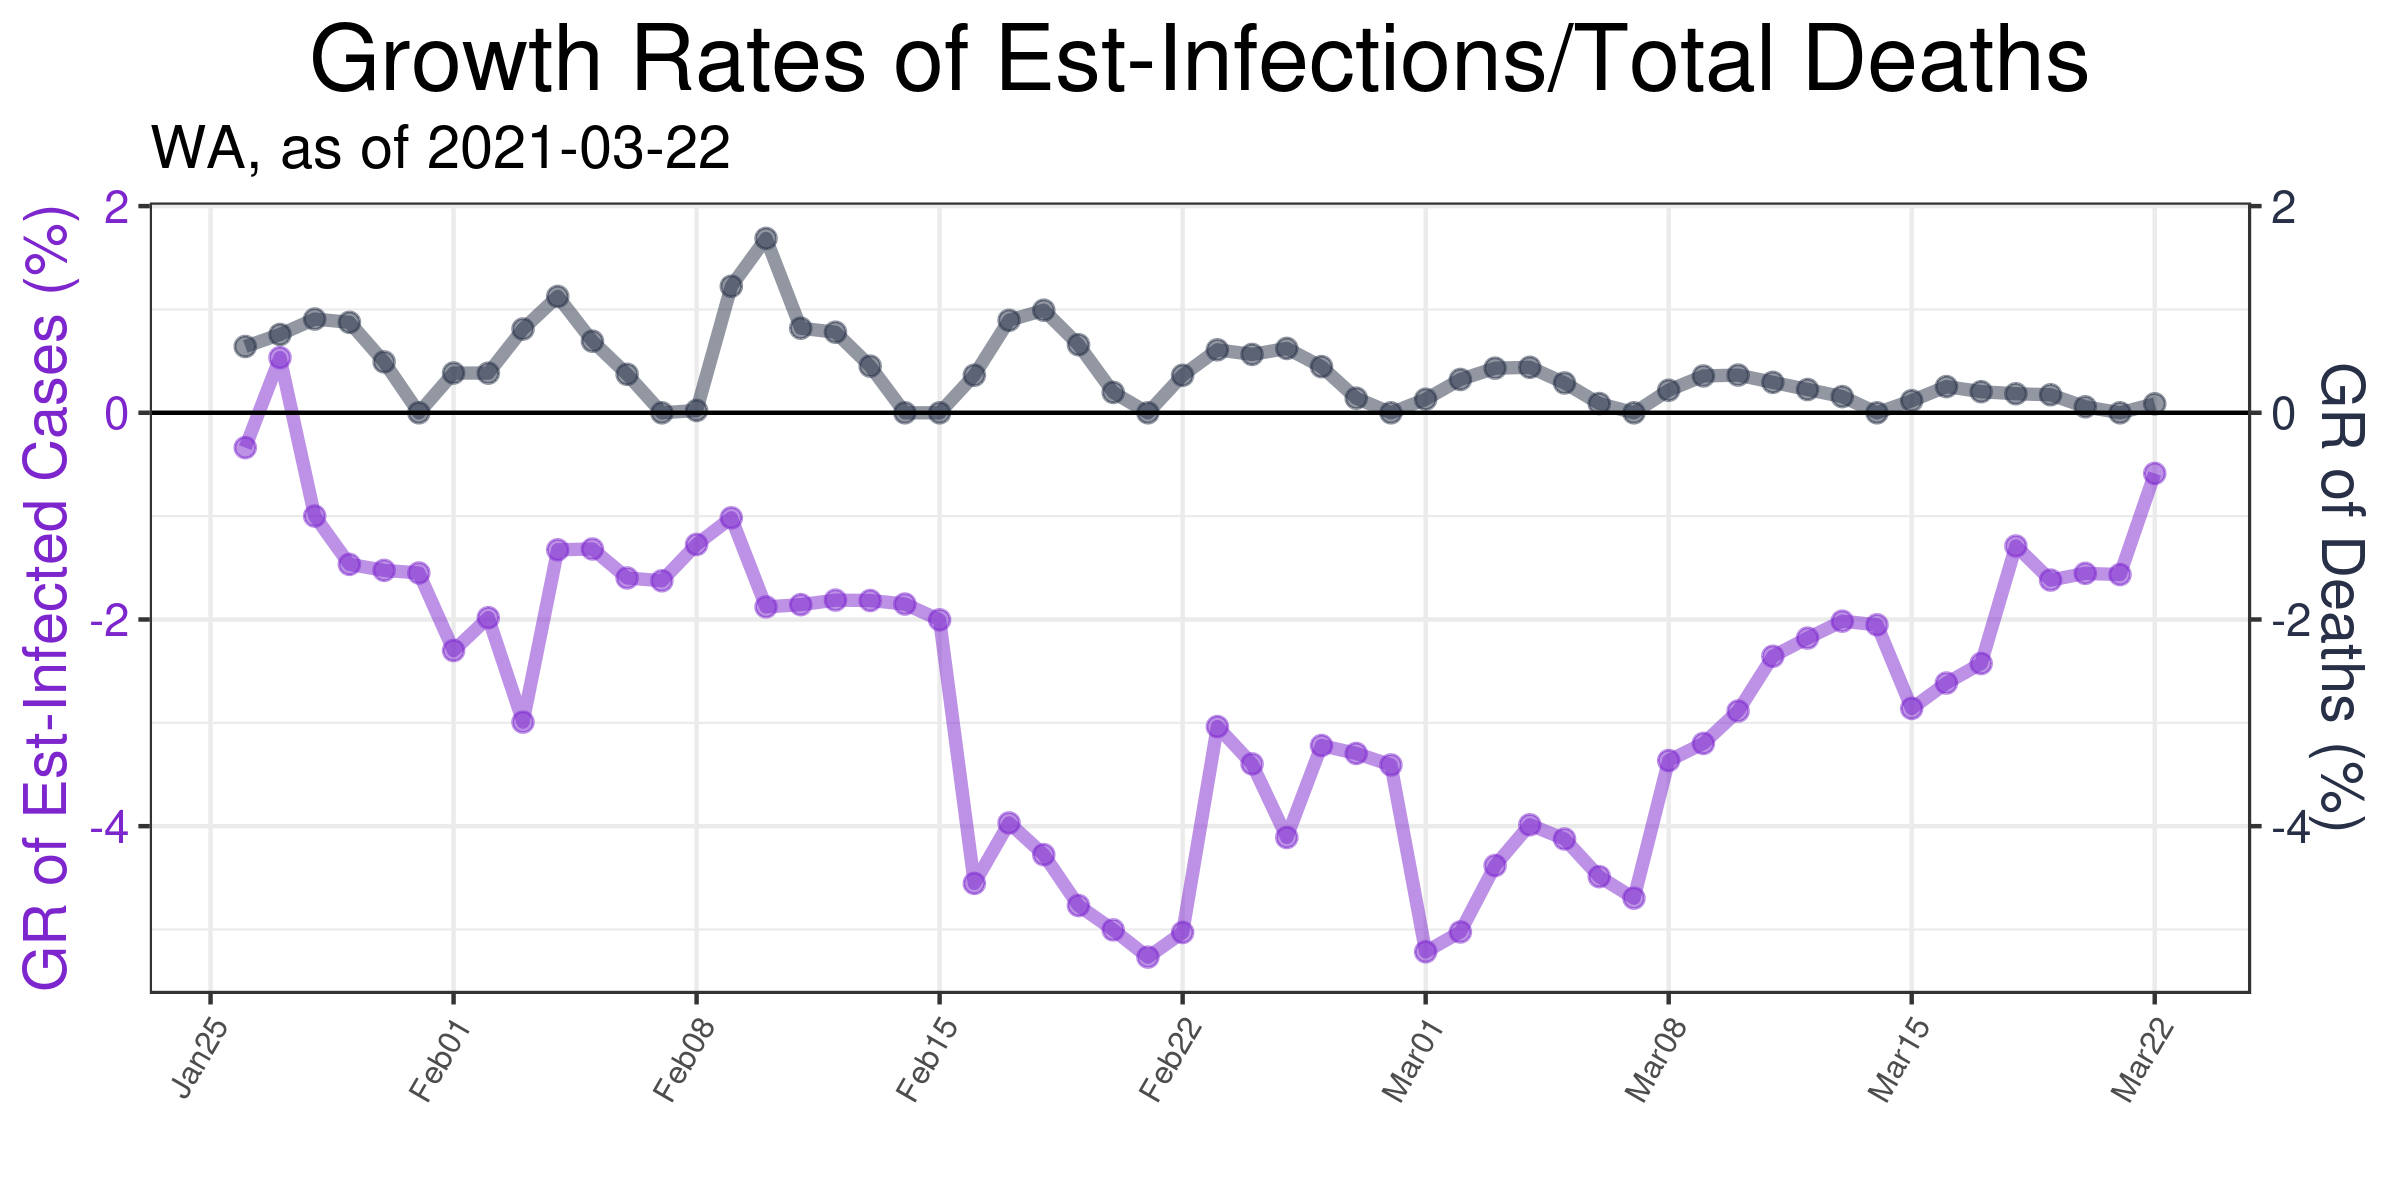 Growth Rates of Est-Infections/Total Deaths
WA, as of 2021-03-22
GR of Est-Infected Cases (%)
2
0
-2
-4
2
0
-2
-4
GR of Deaths (%)
Jan25
Feb01
Feb08
Feb15
Feb22
Mar01
Mar08
Mar15
Mar22